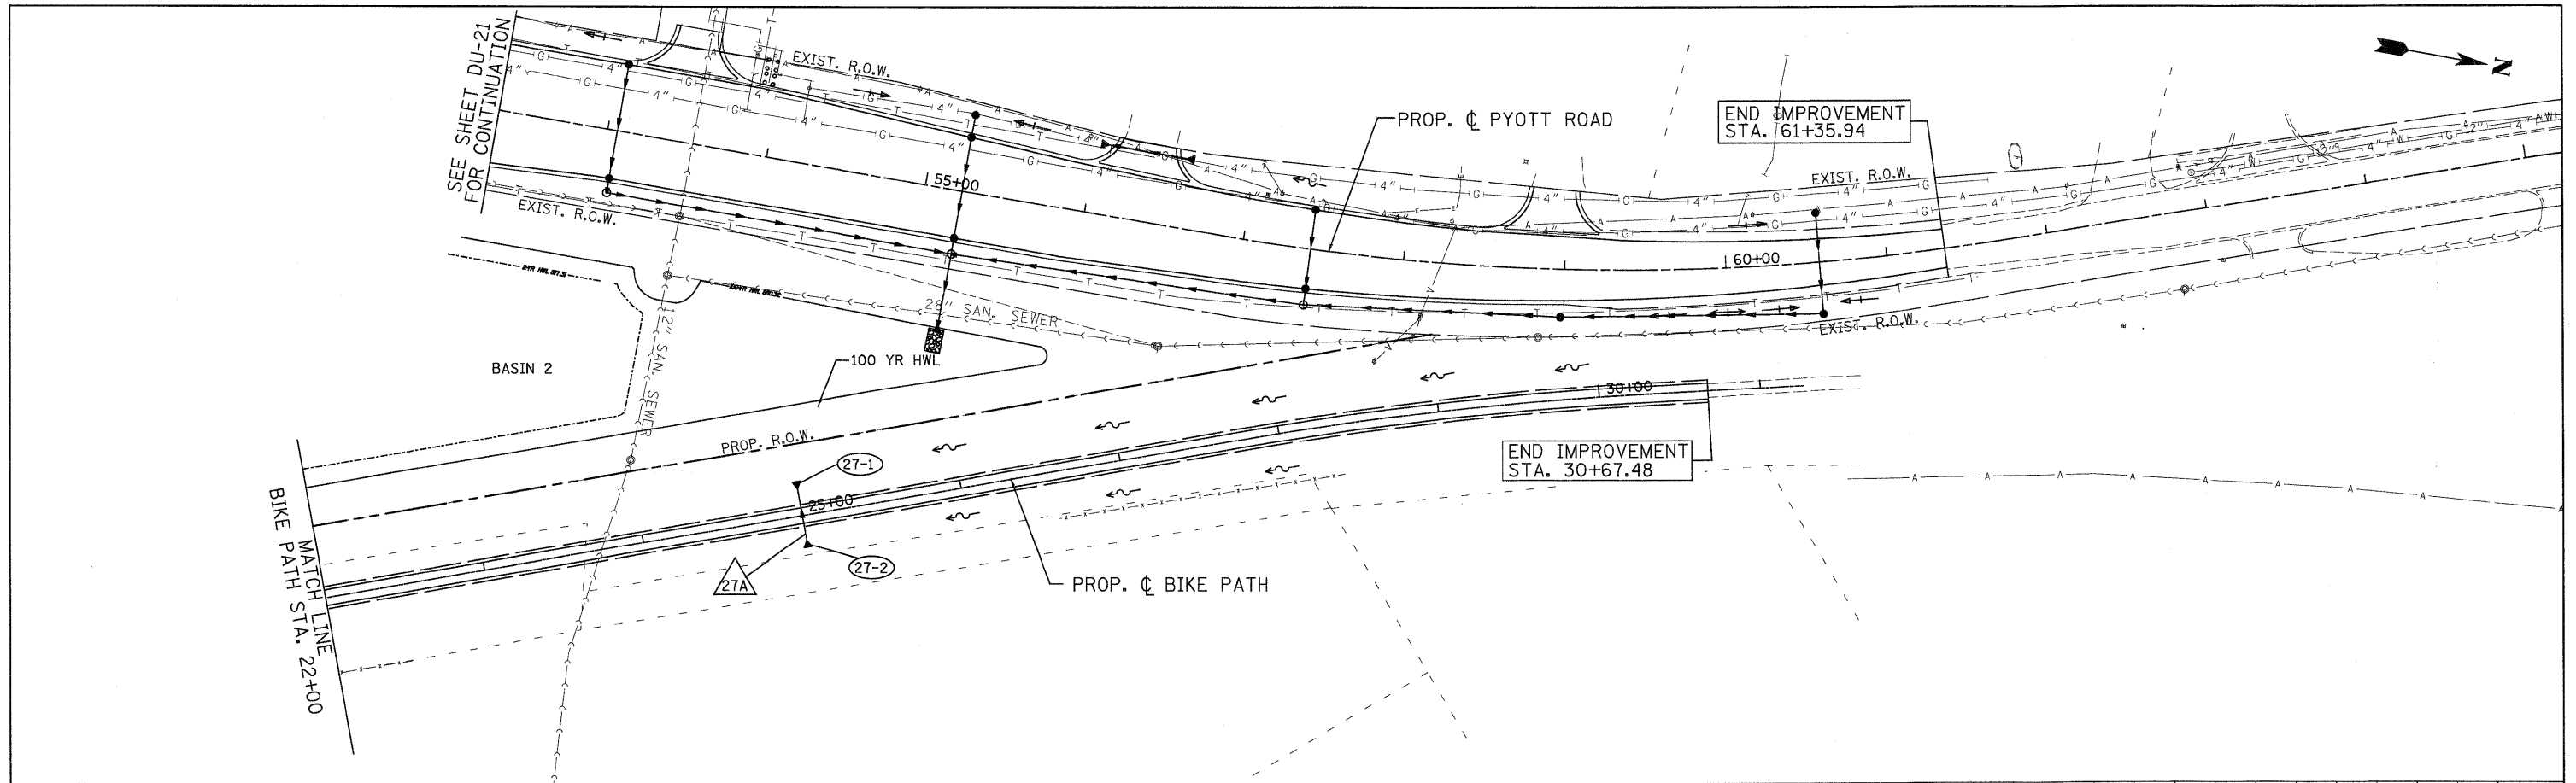 SEE SHEET DU-21
FOR CONTINUATION
EXIST. R.O.W.
N
PROP. ℄ PYOTT ROAD
END IMPROVEMENT
STA. 61+35.94
EXIST. R.O.W.
55+00
60+00
EXIST. R.O.W.
EXIST. R.O.W.
28" SAN. SEWER
12" SAN. SEWER
BASIN 2
100 YR HWL
PROP. R.O.W.
30+00
END IMPROVEMENT
STA. 30+67.48
27-1
25+00
27-2
27A
PROP. ℄ BIKE PATH
MATCH LINE
BIKE PATH STA. 22+00